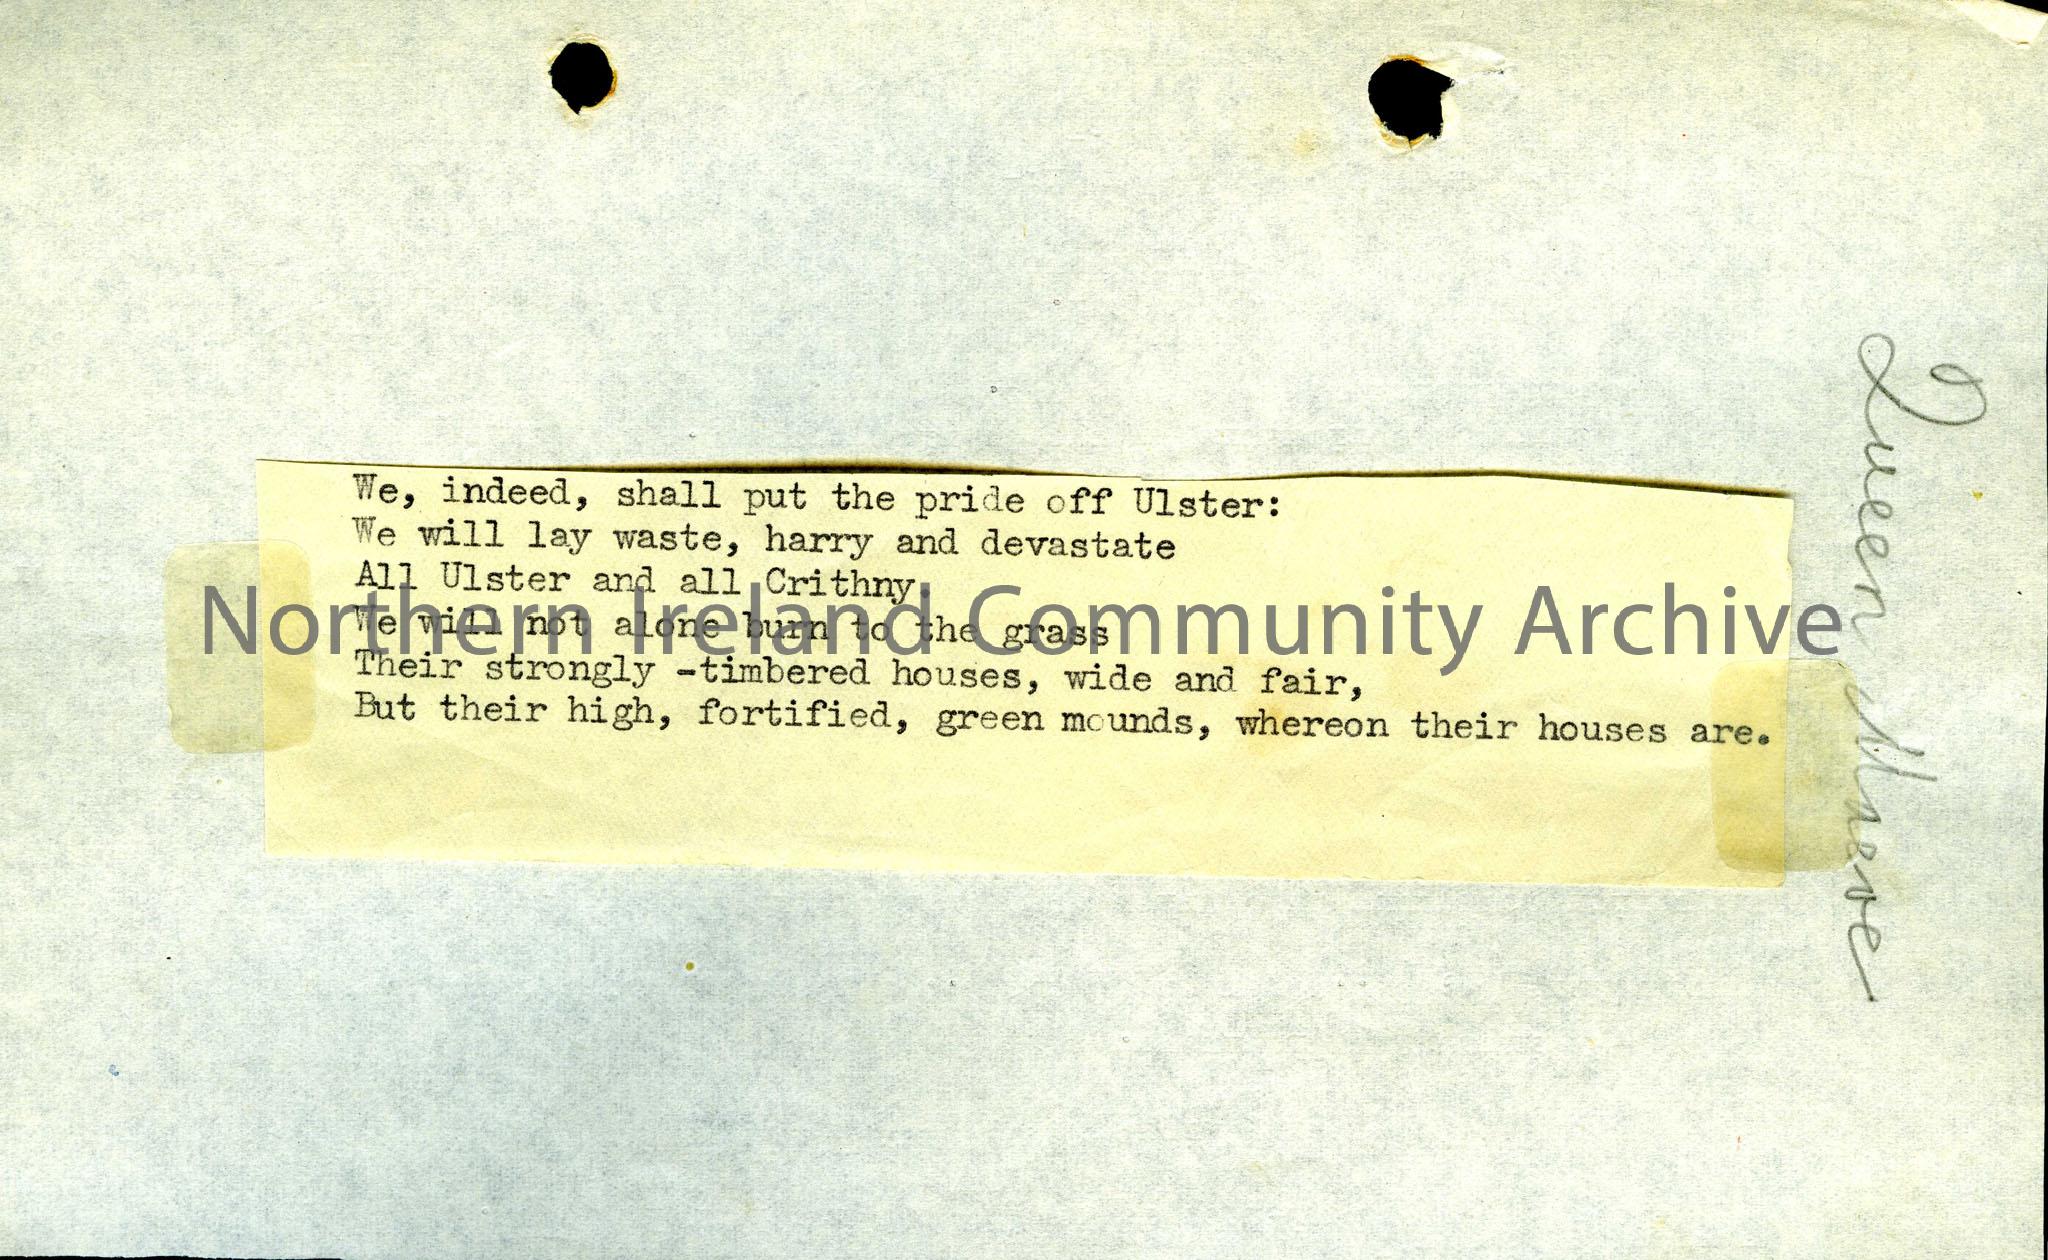 We, indeed, shall put the pride off Ulster:
We will lay waste, harry and devastate
All Ulster and all Crithny.
We will not alone burn to the grass
Their strongly -timbered houses, wide and fair,
But their high, fortified, green mounds, whereon their houses are.
Northern Ireland Community Archive
Queen Maeve